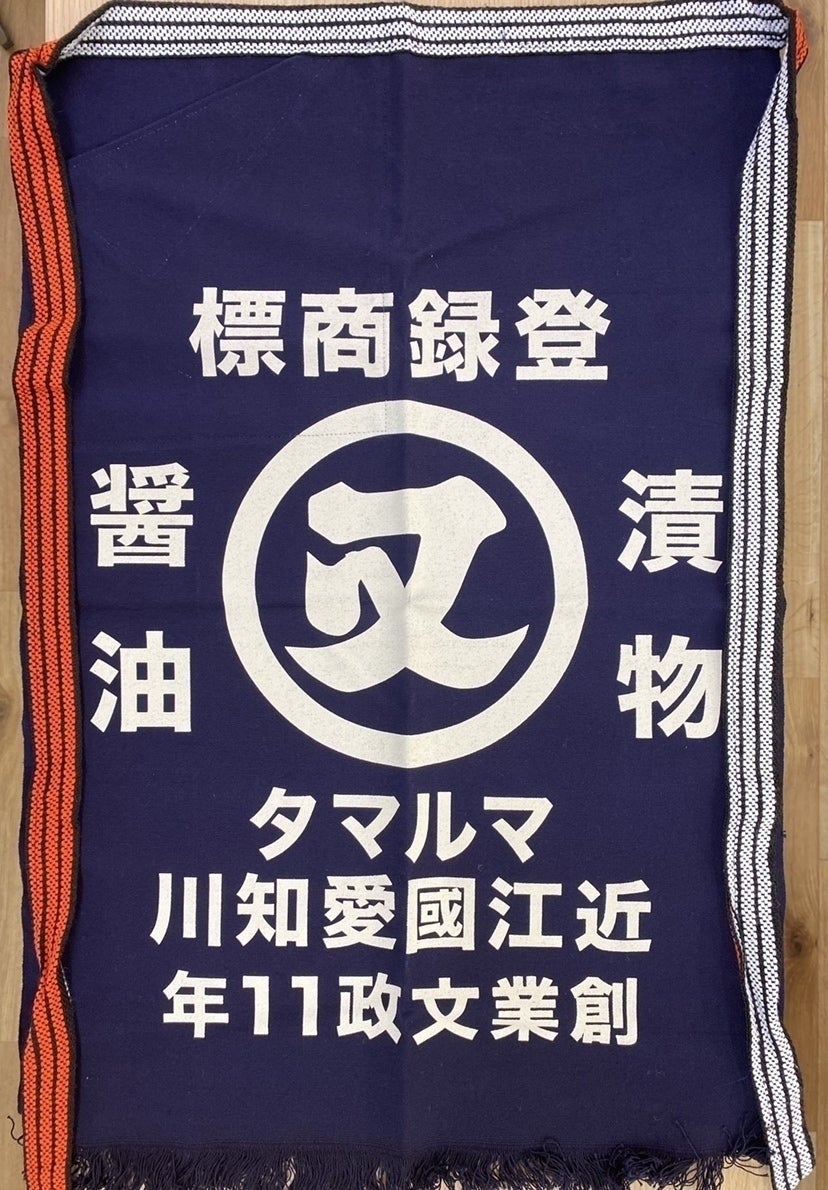 登録商標
漬物
又
醤油
マルマタ
近江國愛知川
創業文政11年